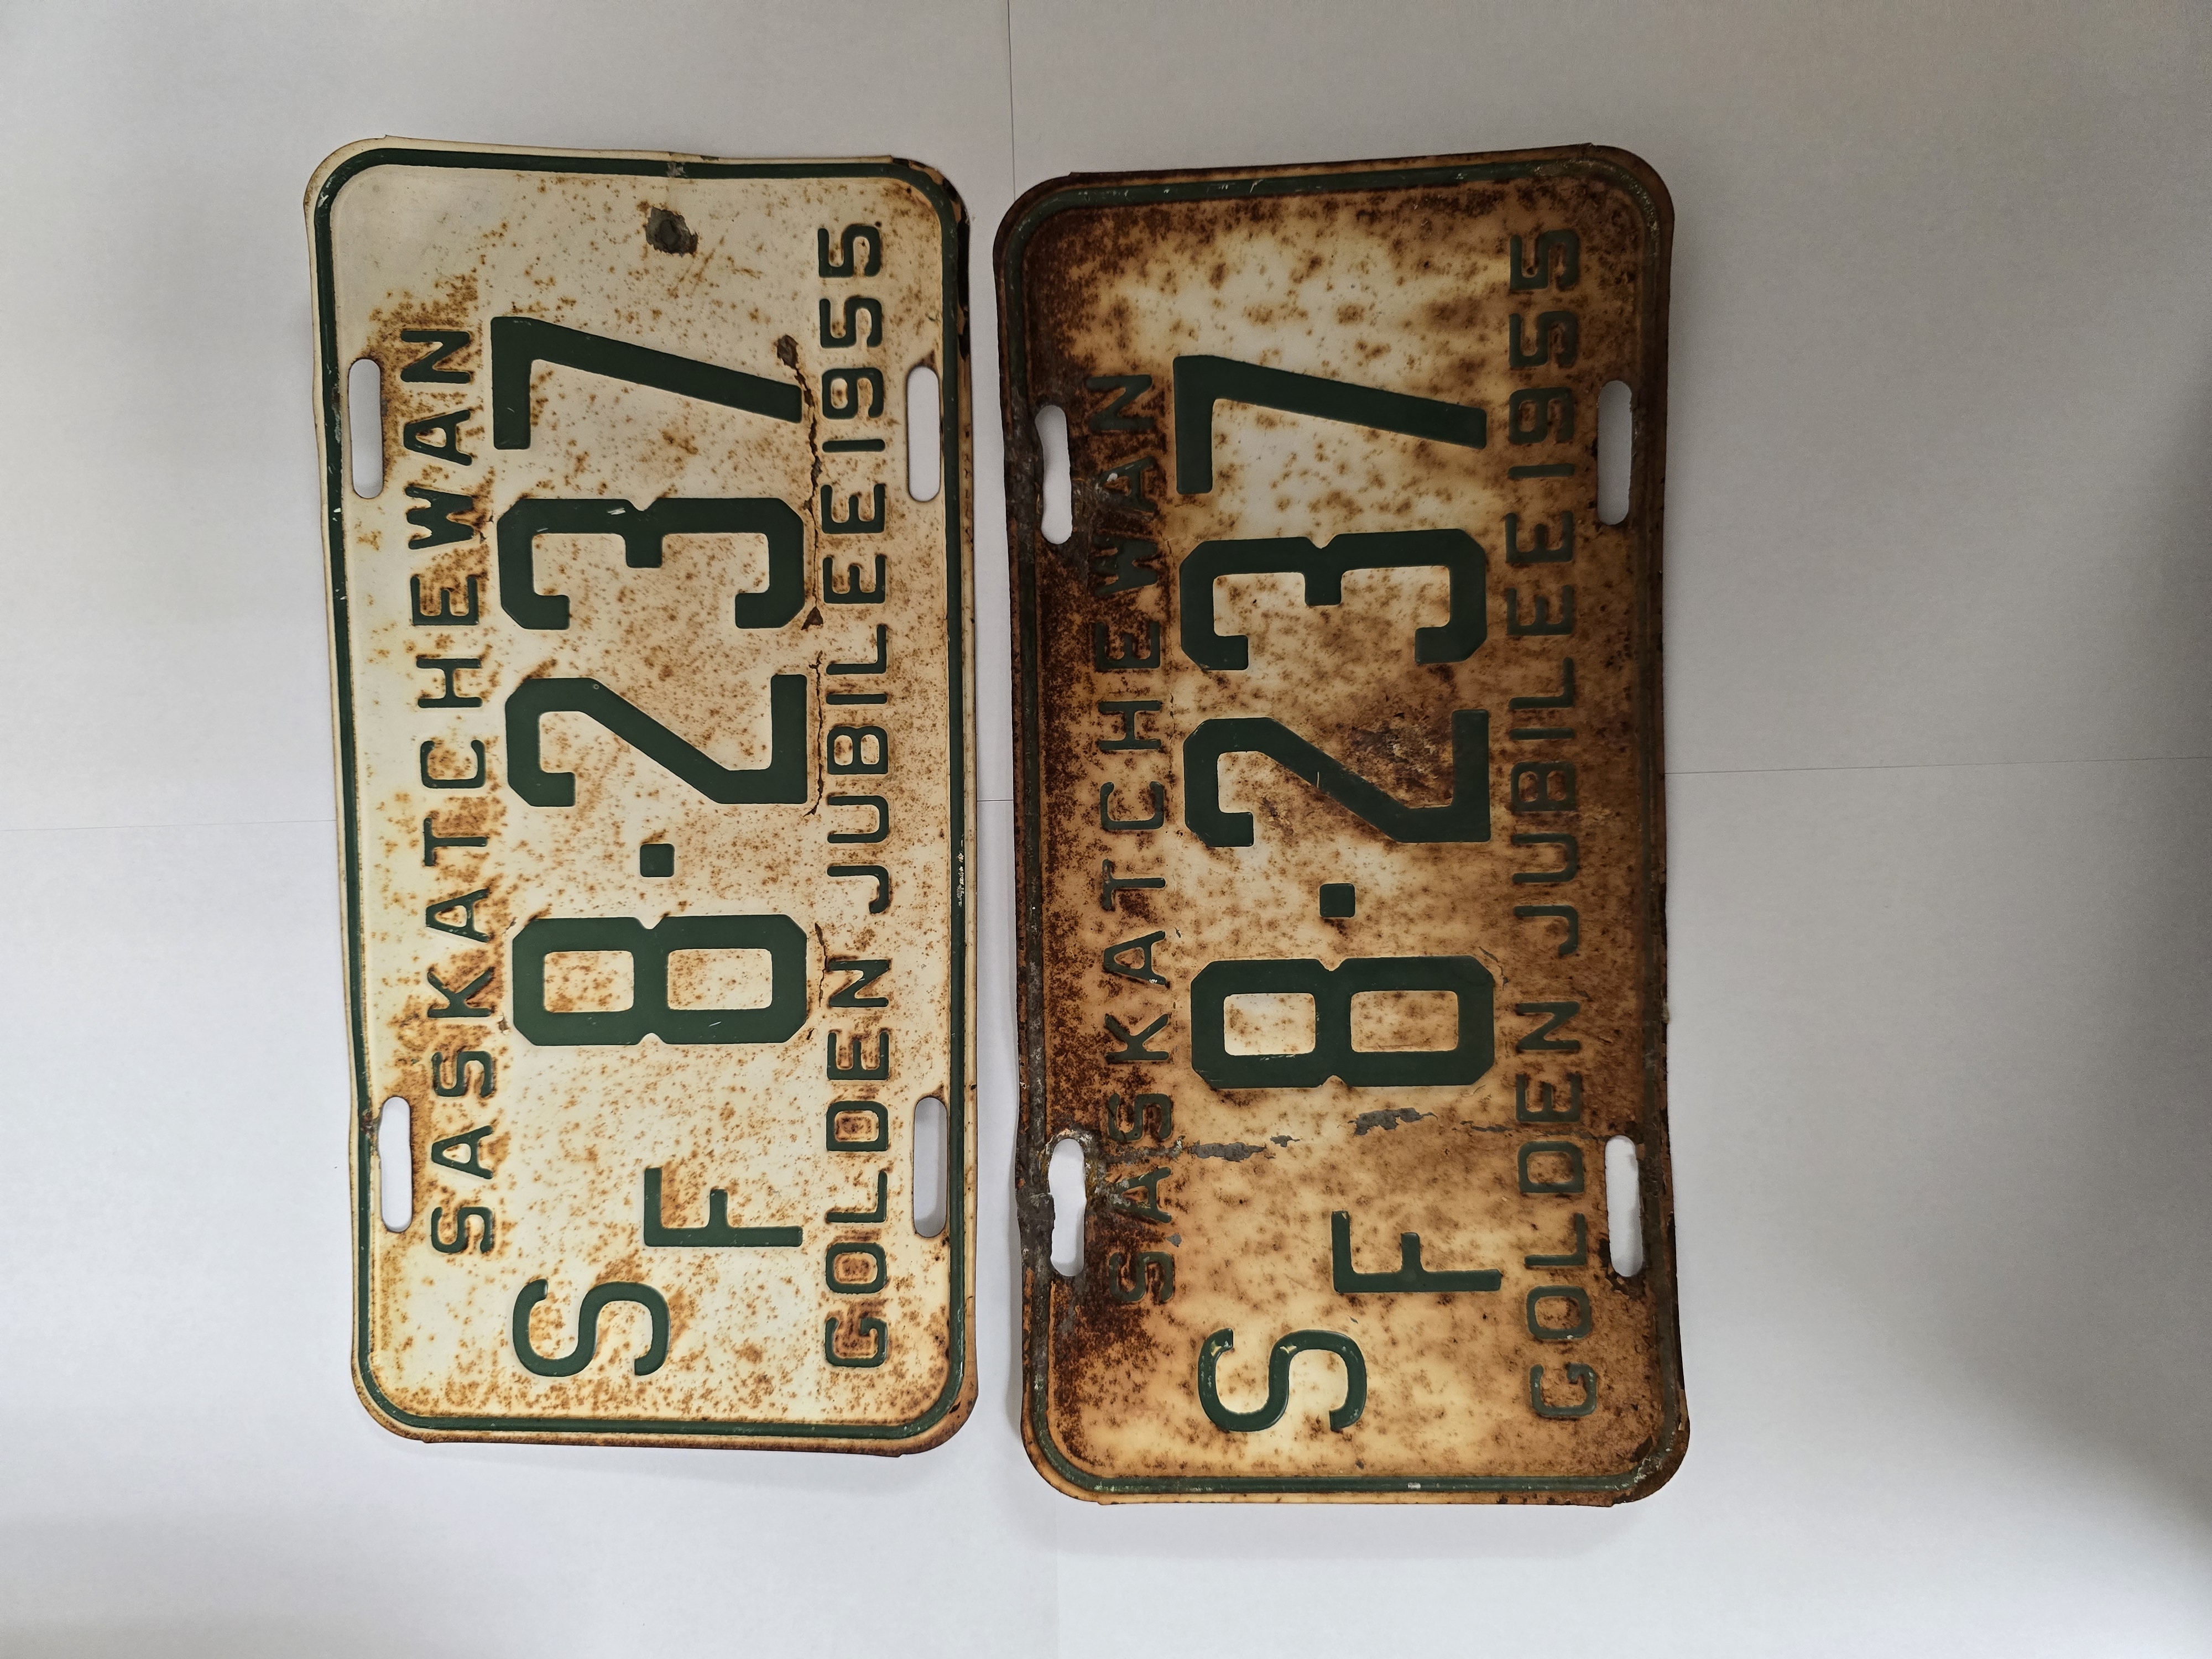 SASKATCHEWAN
SF 8·237
GOLDEN JUBILEE 1955
SASKATCHEWAN
SF 8·237
GOLDEN JUBILEE 1955